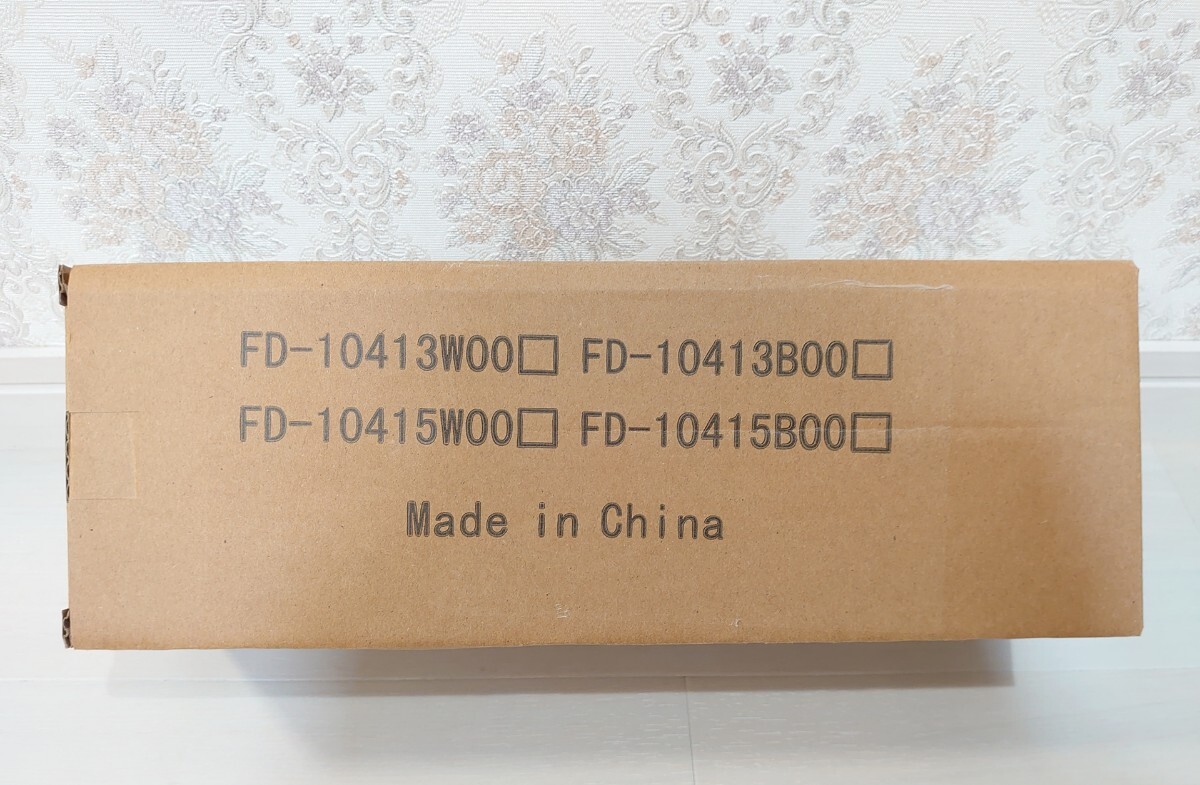 FD-10413W00□ FD-10413B00□
FD-10415W00□ FD-10415B00□
Made in China